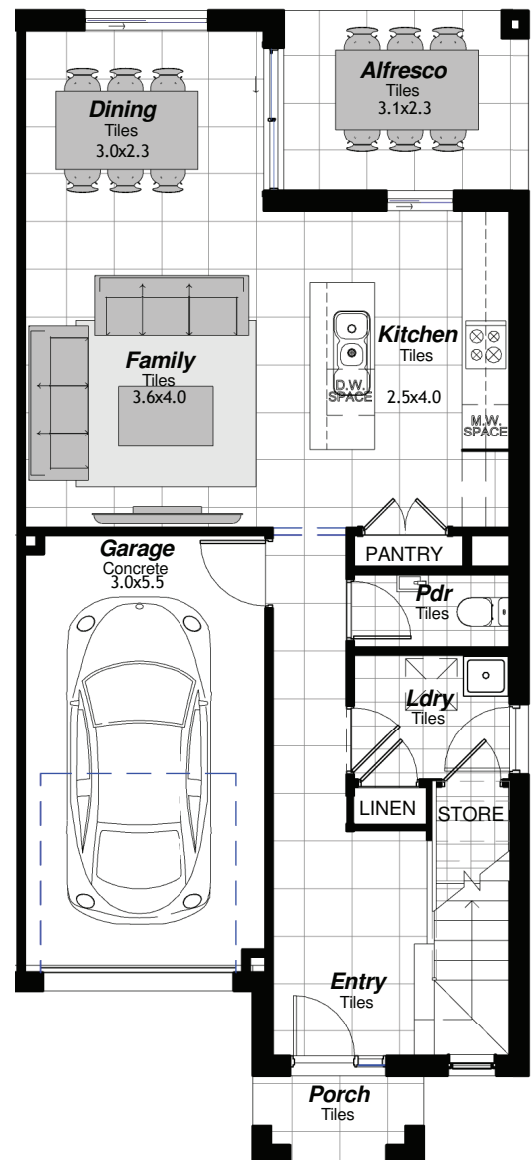 Dining
Tiles
3.0x2.3
Alfresco
Tiles
3.1x2.3
Family
Tiles
3.6x4.0
Kitchen
Tiles
2.5x4.0
D.W.
SPACE
M.W.
SPACE
Garage
Concrete
3.0x5.5
PANTRY
Pdr
Tiles
Ldry
Tiles
LINEN
STORE
Entry
Tiles
Porch
Tiles